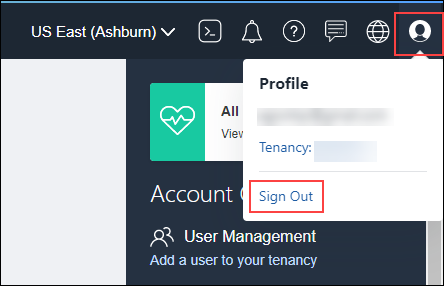 US East (Ashburn)
Profile
All
View
Tenancy:
Account
Sign Out
User Management
Add a user to your tenancy